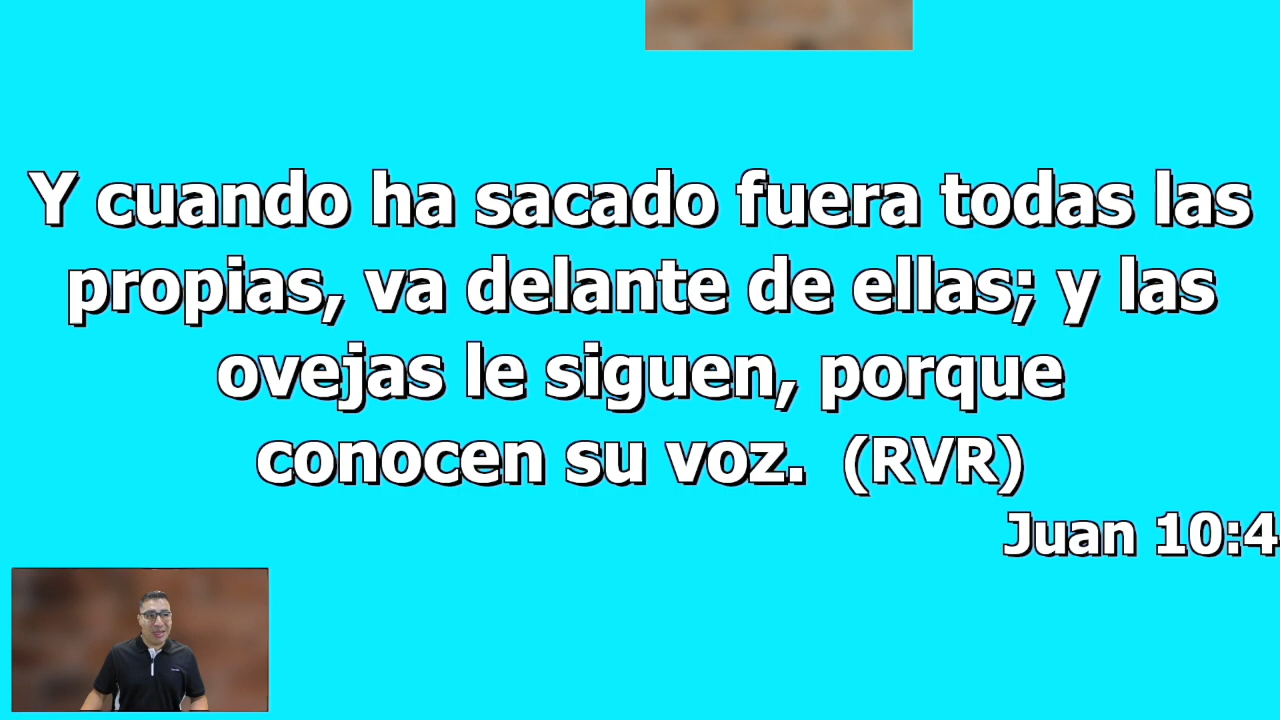 Y cuando ha sacado fuera todas las
propias, va delante de ellas; y las
ovejas le siguen, porque
conocen su voz. (RVR)
Juan 10:4